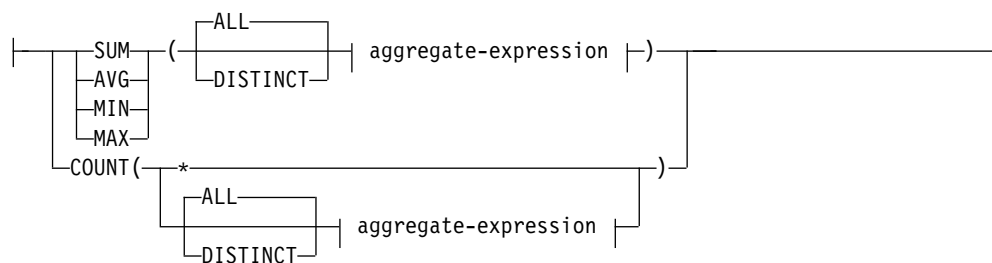 ALL
SUM ( aggregate-expression )
AVG DISTINCT
MIN
MAX
COUNT( * )
ALL
aggregate-expression
DISTINCT